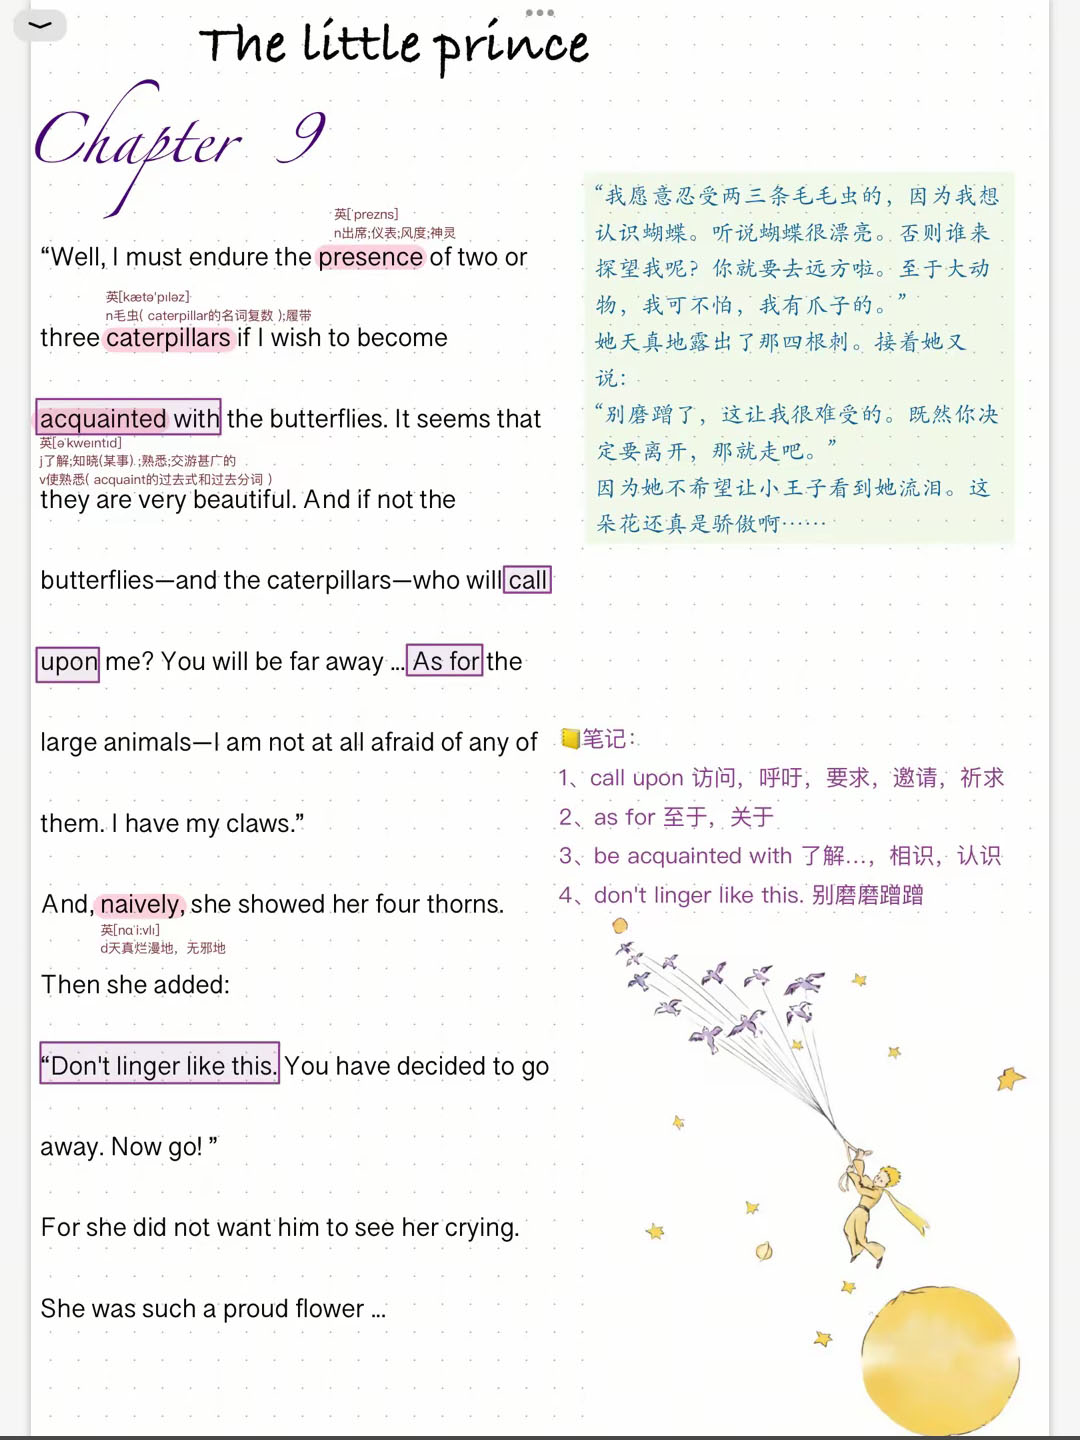 The little prince
Chapter 9
英['prezns]
n出席;仪表;风度;神灵
“Well, I must endure the presence of two or
英[kætə'pɪləz]
n毛虫( caterpillar的名词复数 );履带
three caterpillars if I wish to become
acquainted with the butterflies. It seems that
英[ə'kweɪntɪd]
j了解;知晓(某事) ;熟悉;交游甚广的
v使熟悉( acquaint的过去式和过去分词 )
they are very beautiful. And if not the
butterflies—and the caterpillars—who will call
upon me? You will be far away ... As for the
large animals—I am not at all afraid of any of
them. I have my claws.”
And, naively, she showed her four thorns.
英[nɑˈi:vlɪ]
d天真烂漫地，无邪地
Then she added:
“Don't linger like this. You have decided to go
away. Now go! ”
For she did not want him to see her crying.
She was such a proud flower ...
“我愿意忍受两三条毛毛虫的，因为我想
认识蝴蝶。听说蝴蝶很漂亮。否则谁来
探望我呢？你就要去远方啦。至于大动
物，我可不怕，我有爪子的。”
她天真地露出了那四根刺。接着她又
说：
“别磨蹭了，这让我很难受的。既然你决
定要离开，那就走吧。”
因为她不希望让小王子看到她流泪。这
朵花还真是骄傲啊……
笔记：
1、call upon 访问，呼吁，要求，邀请，祈求
2、as for 至于，关于
3、be acquainted with 了解...，相识，认识
4、don't linger like this. 别磨磨蹭蹭